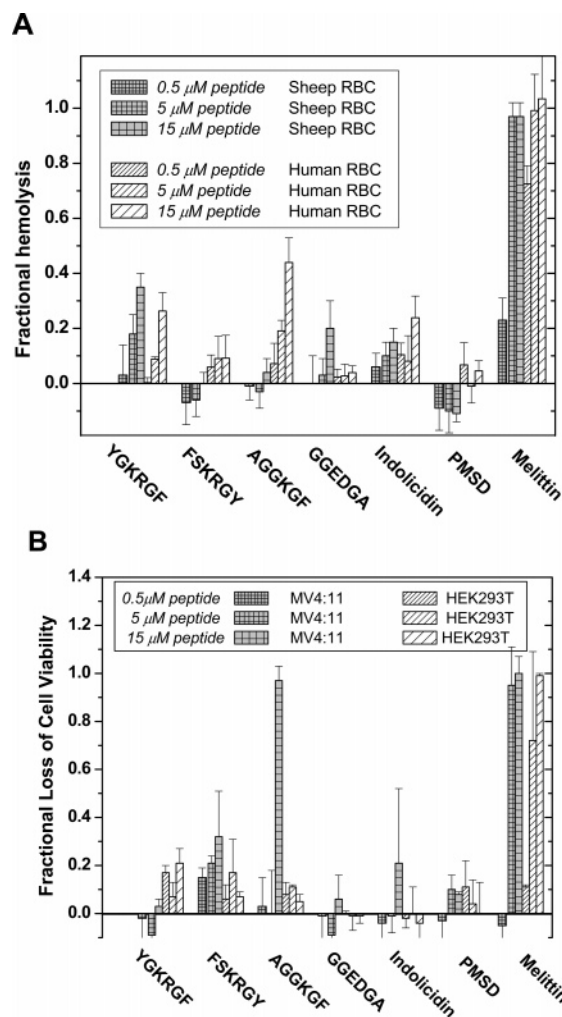 A
0.5 μM peptide Sheep RBC
5 μM peptide Sheep RBC
15 μM peptide Sheep RBC
0.5 μM peptide Human RBC
5 μM peptide Human RBC
15 μM peptide Human RBC
Fractional hemolysis
1.0
0.8
0.6
0.4
0.2
0.0
YGKRGF
FSKRGY
AGGKGF
GGEDGA
Indolicidin
PMSD
Melittin
B
0.5μM peptide MV4:11 HEK293T
5 μM peptide MV4:11 HEK293T
15 μM peptide MV4:11 HEK293T
Fractional Loss of Cell Viability
1.4
1.2
1.0
0.8
0.6
0.4
0.2
0.0
YGKRGF
FSKRGY
AGGKGF
GGEDGA
Indolicidin
PMSD
Melittin